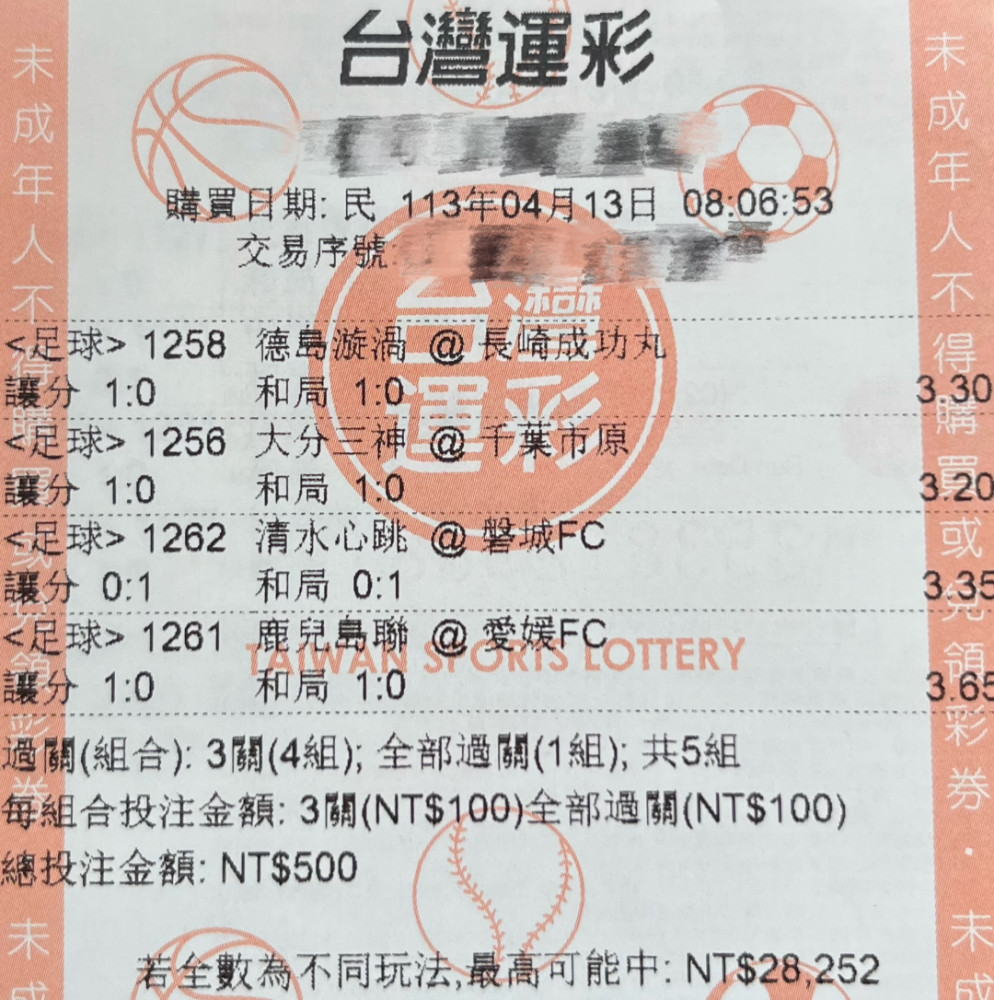 台灣運彩
購買日期: 民 113年04月13日 08:06:53
交易序號:
台灣
運彩
<足球> 1258 德島漩渦 @ 長崎成功丸
讓分 1:0 和局 1:0 3.30
<足球> 1256 大分三神 @ 千葉市原
讓分 1:0 和局 1:0 3.20
<足球> 1262 清水心跳 @ 磐城FC
讓分 0:1 和局 0:1 3.35
<足球> 1261 鹿兒島聯 @ 愛媛FC
TAIWAN SPORTS LOTTERY
讓分 1:0 和局 1:0 3.65
過關(組合): 3關(4組); 全部過關(1組); 共5組
每組合投注金額: 3關(NT$100)全部過關(NT$100)
總投注金額: NT$500
若全數為不同玩法,最高可能中: NT$28,252
未成年人不得購買或兌領彩券 未成
未成年人不得購買或兌領彩券・未成